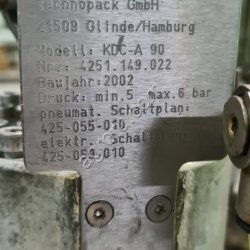 Technopack GmbH
21509 Glinde/Hamburg
Modell: KDC-A 90
Nr.: 4251.149.022
Baujahr:2002
Druck: min.5 max.6 bar
pneumat. Schaltplan:
425-055-010
elektr. Schaltplan:
425-059-010